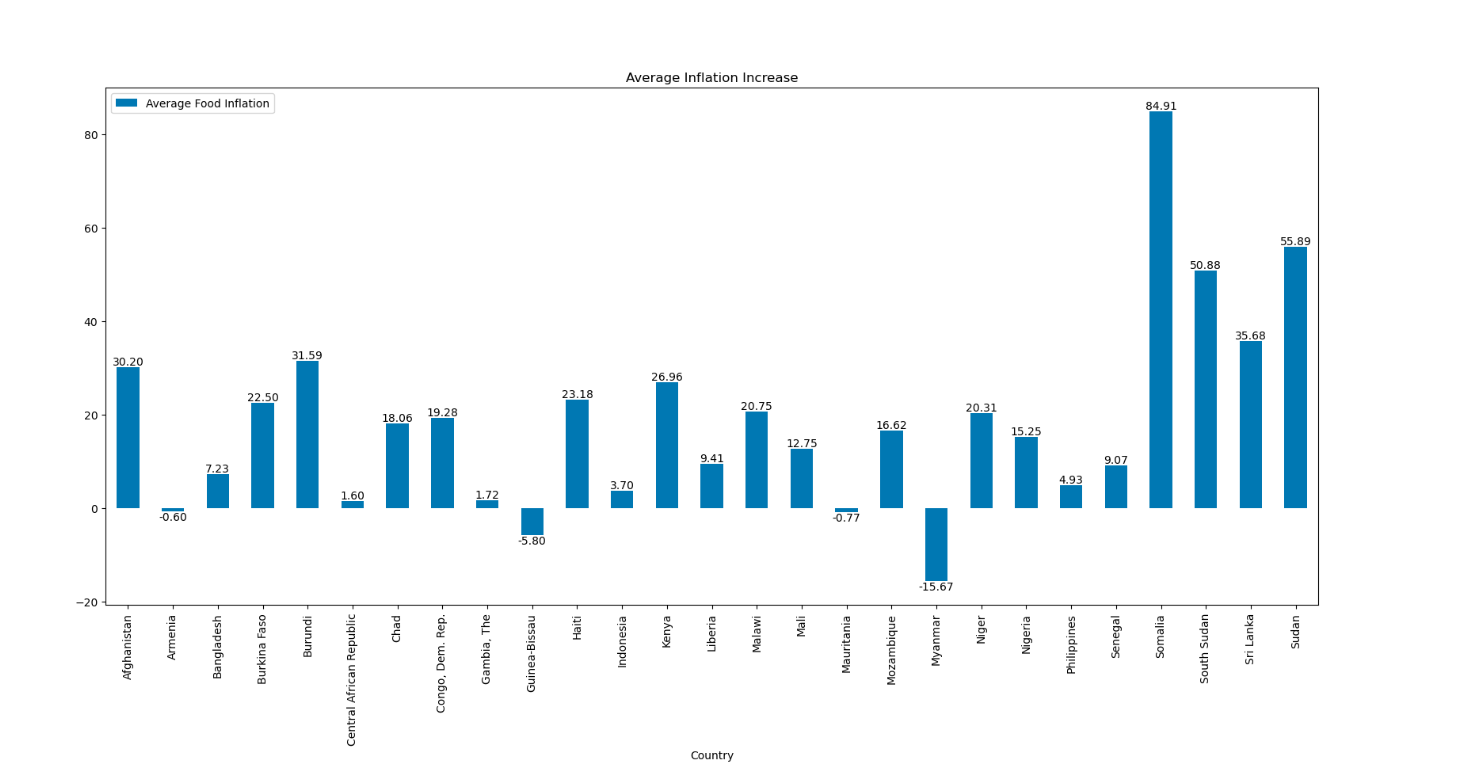 Average Inflation Increase
Average Food Inflation
80
60
40
20
0
−20
30.20
-0.60
7.23
22.50
31.59
1.60
18.06
19.28
1.72
-5.80
23.18
3.70
26.96
9.41
20.75
12.75
-0.77
16.62
-15.67
20.31
15.25
4.93
9.07
84.91
50.88
35.68
55.89
Afghanistan
Armenia
Bangladesh
Burkina Faso
Burundi
Central African Republic
Chad
Congo, Dem. Rep.
Gambia, The
Guinea-Bissau
Haiti
Indonesia
Kenya
Liberia
Malawi
Mali
Mauritania
Mozambique
Myanmar
Niger
Nigeria
Philippines
Senegal
Somalia
South Sudan
Sri Lanka
Sudan
Country